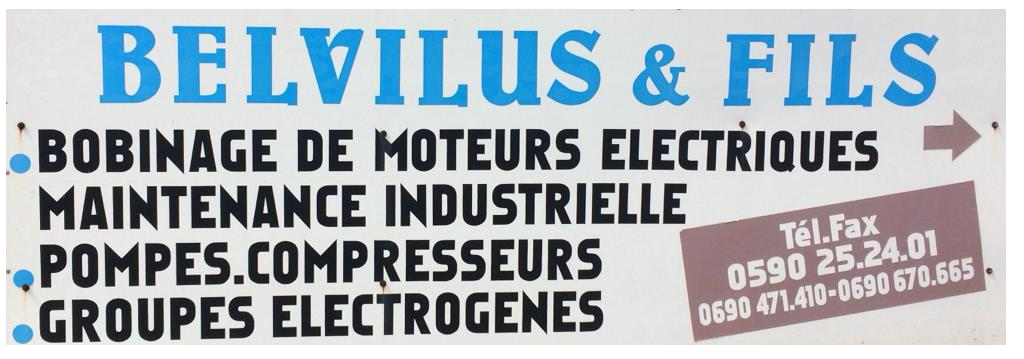 BELVILUS & FILS
BOBINAGE DE MOTEURS ELECTRIQUES
MAINTENANCE INDUSTRIELLE
POMPES.COMPRESSEURS
GROUPES ELECTROGENES
Tél.Fax
0590 25.24.01
0690 471.410-0690 670.665